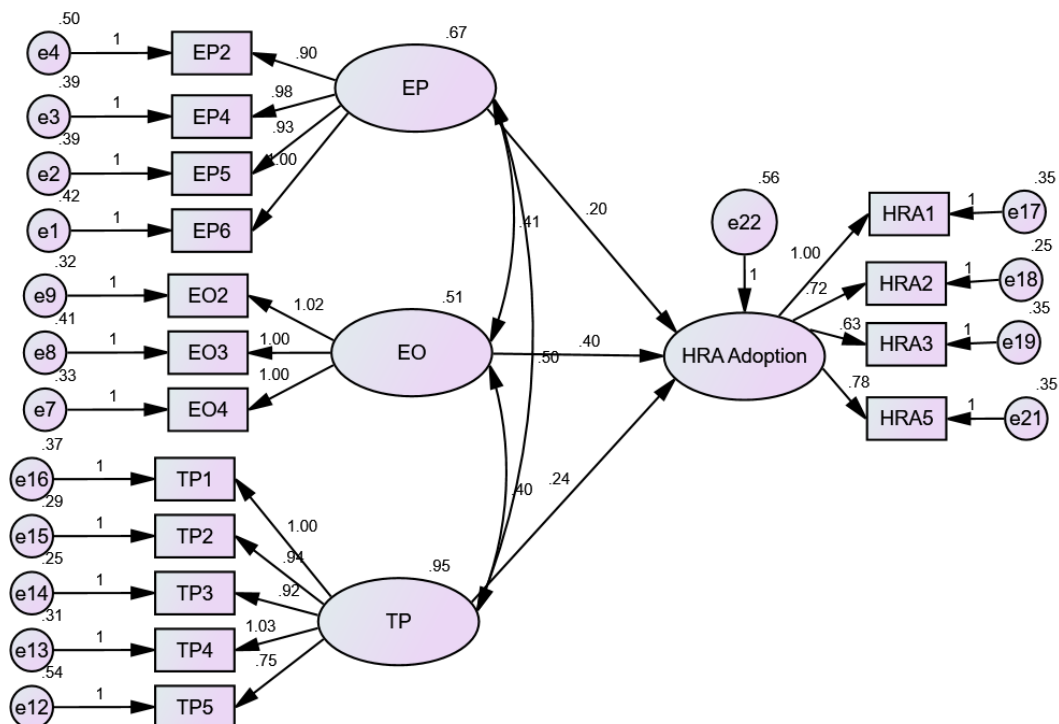 .50
e4 1 EP2
.90
.67
EP
.39
e3 1 EP4
.98
.39
e2 1 EP5
.93
.42
e1 1 EP6
1.00
.32
e9 1 EO2
1.02
.51
EO
.41
e8 1 EO3
1.00
.33
e7 1 EO4
1.00
.37
e16 1 TP1
1.00
.29
e15 1 TP2
.94
.25
e14 1 TP3
.92
.95
TP
.31
e13 1 TP4
1.03
.54
e12 1 TP5
.75
.41
.50
.40
.20
.40
.24
.56
e22
1
HRA Adoption
1.00
HRA1 1 e17
.35
.72
HRA2 1 e18
.25
.63
HRA3 1 e19
.35
.78
HRA5 1 e21
.35